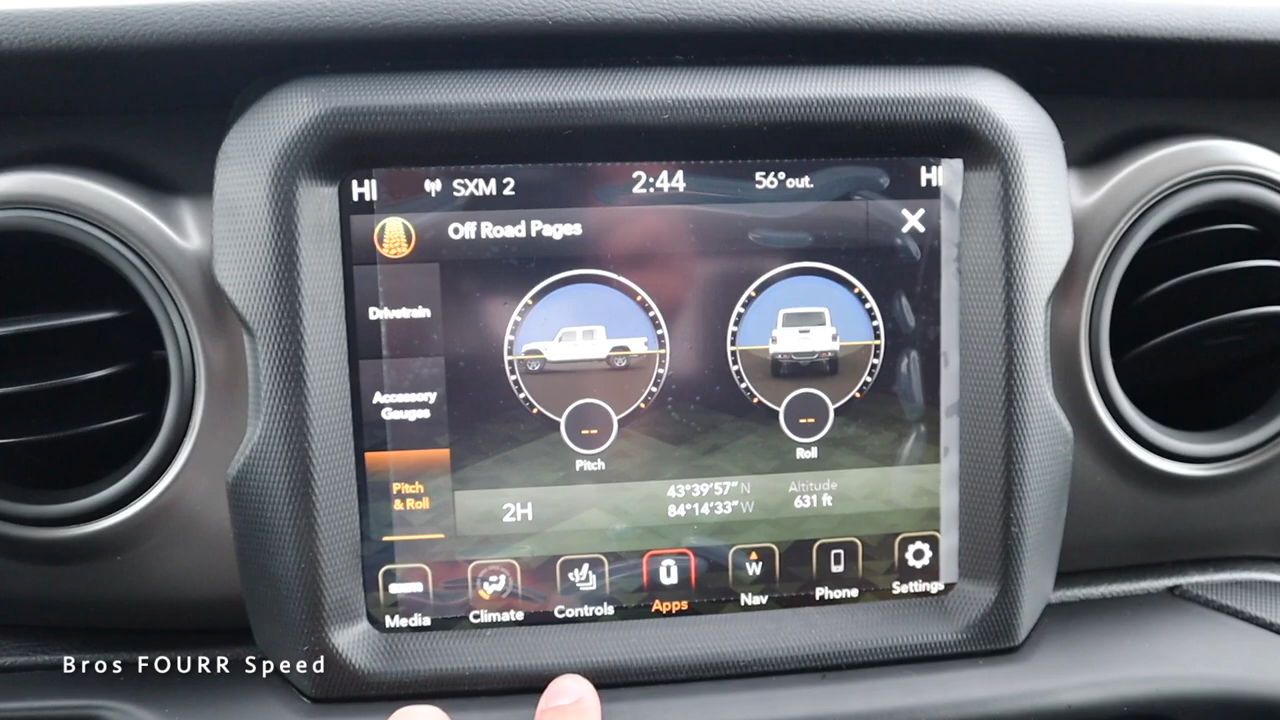 HI SXM 2 2:44 56° out. HI
Off Road Pages
Drivetrain
Accessory
Gauges
Pitch
& Roll
-- --
Pitch Roll
2H
43°39'57" N
84°14'33" W
Altitude
631 ft
W
Media Climate Controls Apps Nav Phone Settings
Bros FOURR Speed